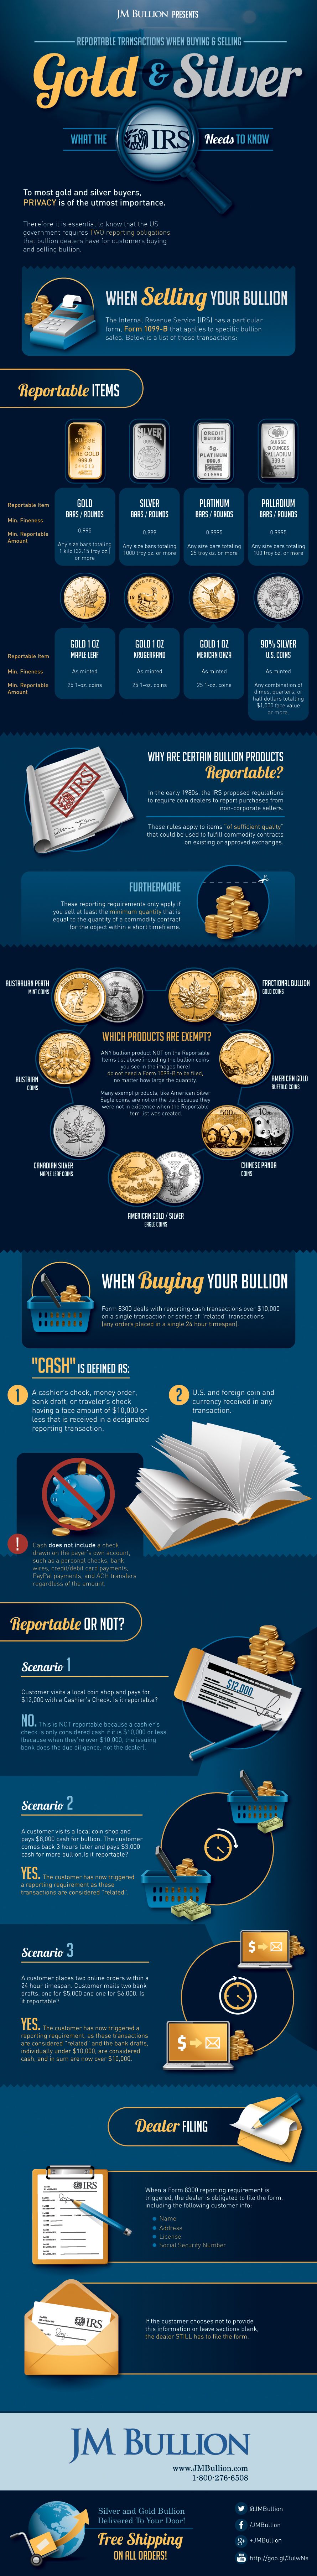 JM BULLION PRESENTS
REPORTABLE TRANSACTIONS WHEN BUYING & SELLING
Gold & Silver
WHAT THE IRS Needs TO KNOW
To most gold and silver buyers,
PRIVACY is of the utmost importance.
Therefore it is essential to know that the US
government requires TWO reporting obligations
that bullion dealers have for customers buying
and selling bullion.
WHEN Selling YOUR BULLION
The Internal Revenue Service (IRS) has a particular
form, Form 1099-B that applies to specific bullion
sales. Below is a list of those transactions:
Reportable ITEMS
Reportable Item
Min. Fineness
Min. Reportable
Amount
GOLD
BARS / ROUNDS
0.995
Any size bars totaling
1 kilo (32.15 troy oz.)
or more
SILVER
BARS / ROUNDS
0.999
Any size bars totaling
1000 troy oz. or more
PLATINUM
BARS / ROUNDS
0.9995
Any size bars totaling
25 troy oz. or more
PALLADIUM
BARS / ROUNDS
0.9995
Any size bars totaling
100 troy oz. or more
Reportable Item
Min. Fineness
Min. Reportable
Amount
GOLD 1 OZ
MAPLE LEAF
As minted
25 1-oz. coins
GOLD 1 OZ
KRUGERRAND
As minted
25 1-oz. coins
GOLD 1 OZ
MEXICAN ONZA
As minted
25 1-oz. coins
90% SILVER
U.S. COINS
As minted
Any combination of
dimes, quarters, or
half dollars totalling
$1,000 face value
or more.
IRS
WHY ARE CERTAIN BULLION PRODUCTS
Reportable?
In the early 1980s, the IRS proposed regulations
to require coin dealers to report purchases from
non-corporate sellers.
These rules apply to items "of sufficient quality"
that could be used to fulfill commodity contracts
on existing or approved exchanges.
FURTHERMORE
These reporting requirements only apply if
you sell at least the minimum quantity that is
equal to the quantity of a commodity contract
for the object within a short timeframe.
AUSTRALIAN PERTH
MINT COINS
FRACTIONAL BULLION
GOLD COINS
WHICH PRODUCTS ARE EXEMPT?
ANY bullion product NOT on the Reportable
Items list above(including the bullion coins
you see in the images here)
do not need a Form 1099-B to be filed,
no matter how large the quantity.
Many exempt products, like American Silver
Eagle coins, are not on the list because they
were not in existence when the Reportable
Item list was created.
AUSTRIAN
COINS
AMERICAN GOLD
BUFFALO COINS
CANADIAN SILVER
MAPLE LEAF COINS
CHINESE PANDA
COINS
AMERICAN GOLD / SILVER
EAGLE COINS
WHEN Buying YOUR BULLION
Form 8300 deals with reporting cash transactions over $10,000
on a single transaction or series of "related" transactions
(any orders placed in a single 24 hour timespan).
"CASH" IS DEFINED AS:
1
A cashier's check, money order,
bank draft, or traveler's check
having a face amount of $10,000 or
less that is received in a designated
reporting transaction.
2
U.S. and foreign coin and
currency received in any
transaction.
!
Cash does not include a check
drawn on the payer's own account,
such as a personal checks, bank
wires, credit/debit card payments,
PayPal payments, and ACH transfers
regardless of the amount.
Reportable OR NOT?
Scenario 1
Customer visits a local coin shop and pays for
$12,000 with a Cashier's Check. Is it reportable?
NO. This is NOT reportable because a cashier's
check is only considered cash if it is $10,000 or less
(because when they're over $10,000, the issuing
bank does the due diligence, not the dealer).
$12,000
Scenario 2
A customer visits a local coin shop and
pays $8,000 cash for bullion. The customer
comes back 3 hours later and pays $3,000
cash for more bullion.Is it reportable?
YES. The customer has now triggered
a reporting requirement as these
transactions are considered "related".
Scenario 3
A customer places two online orders within a
24 hour timespan. Customer mails two bank
drafts, one for $5,000 and one for $6,000. Is
it reportable?
YES. The customer has now triggered a
reporting requirement, as these transactions
are considered "related" and the bank drafts,
individually under $10,000, are considered
cash, and in sum are now over $10,000.
$
$
Dealer FILING
IRS
When a Form 8300 reporting requirement is
triggered, the dealer is obligated to file the form,
including the following customer info:
Name
Address
License
Social Security Number
IRS
If the customer chooses not to provide
this information or leave sections blank,
the dealer STILL has to file the form.
JM BULLION
www.JMBullion.com
1-800-276-6508
Silver and Gold Bullion
Delivered To Your Door!
Free Shipping
ON ALL ORDERS!
@JMBullion
/JMBullion
+JMBullion
http://goo.gl/JulwNs